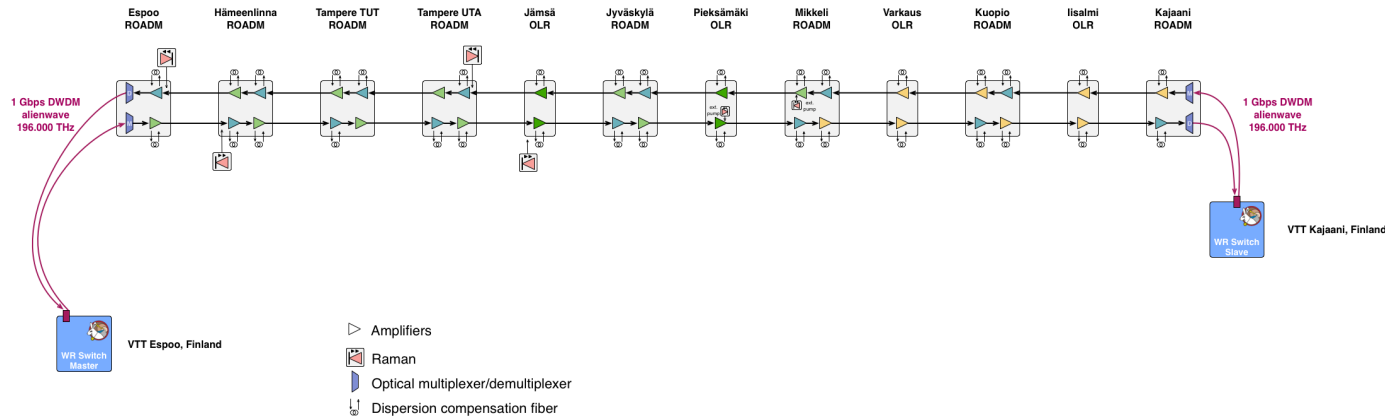 Espoo
ROADM
Hämeenlinna
ROADM
Tampere TUT
ROADM
Tampere UTA
ROADM
Jämsä
OLR
Jyväskylä
ROADM
Pieksämäki
OLR
Mikkeli
ROADM
Varkaus
OLR
Kuopio
ROADM
Iisalmi
OLR
Kajaani
ROADM
ext.
pump
ext.
pump
1 Gbps DWDM
alienwave
196.000 THz
1 Gbps DWDM
alienwave
196.000 THz
WR Switch
Slave
VTT Kajaani, Finland
WR Switch
Master
VTT Espoo, Finland
Amplifiers
Raman
Optical multiplexer/demultiplexer
Dispersion compensation fiber